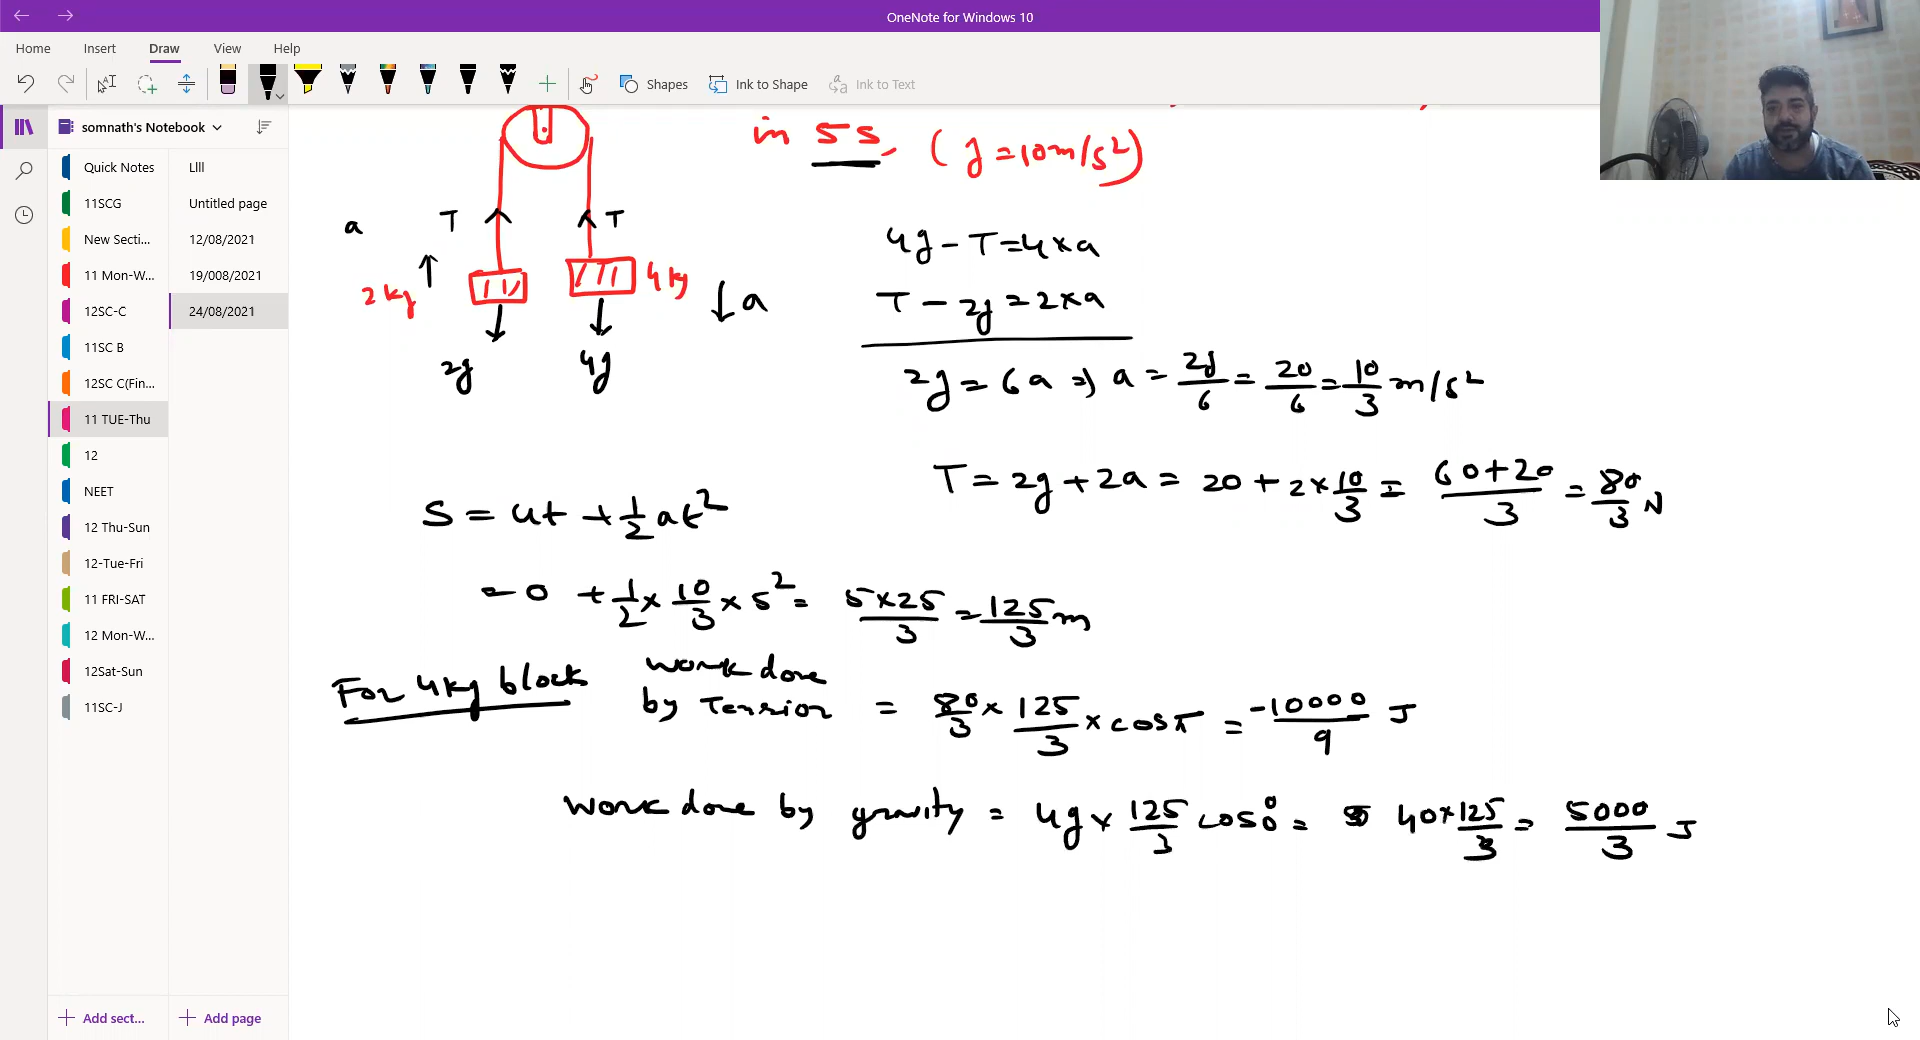 OneNote for Windows 10
Home Insert Draw View Help
Shapes Ink to Shape Ink to Text
somnath's Notebook
Quick Notes
11SCG
New Secti...
11 Mon-W...
12SC-C
11SC B
12SC C(Fin...
11 TUE-Thu
12
NEET
12 Thu-Sun
12-Tue-Fri
11 FRI-SAT
12 Mon-W...
12Sat-Sun
11SC-J
Add sect...
Llll
Untitled page
12/08/2021
19/008/2021
24/08/2021
Add page
in 5s, (g = 10m/s²)
a T T
2kg 4kg a
2g 4g
4g - T = 4×a
T - 2g = 2×a
2g = 6a ⇒ a = 2g/6 = 20/6 = 10/3 m/s²
T = 2g + 2a = 20 + 2×10/3 = 60+20/3 = 80/3 N
S = ut + 1/2 at²
= 0 + 1/2 × 10/3 × 5² = 5×25/3 = 125/3 m
For 4kg block work done
by Tension = 80/3 × 125/3 × cosπ = -10000/9 J
work done by gravity = 4g × 125/3 cos0° = 40×125/3 = 5000/3 J